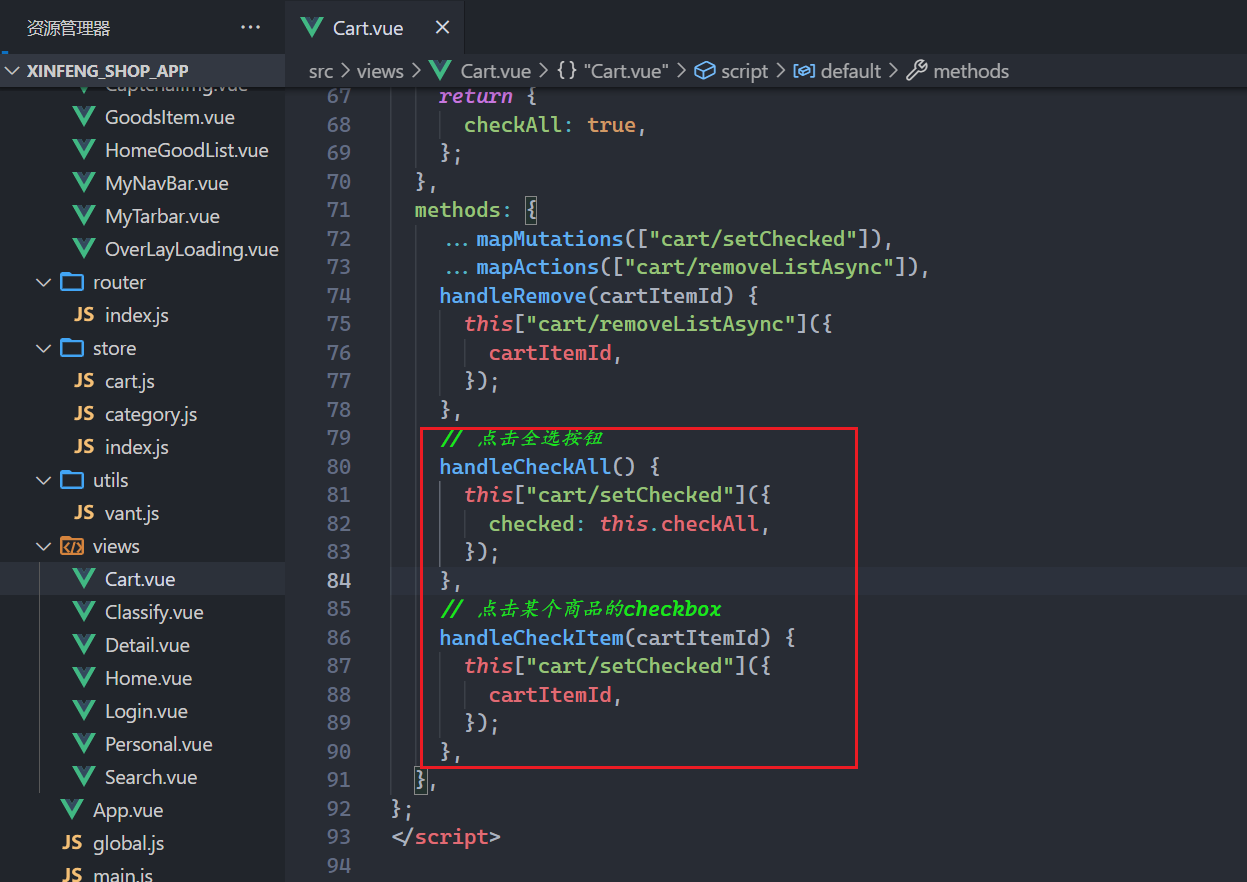 资源管理器
···
Cart.vue
XINFENG_SHOP_APP
src > views > Cart.vue > {} "Cart.vue" > script > default > methods
CaptchaImg.vue
GoodsItem.vue
HomeGoodList.vue
MyNavBar.vue
MyTarbar.vue
OverLayLoading.vue
router
JS index.js
store
JS cart.js
JS category.js
JS index.js
utils
JS vant.js
views
Cart.vue
Classify.vue
Detail.vue
Home.vue
Login.vue
Personal.vue
Search.vue
App.vue
JS global.js
JS main.js
67 return {
68 checkAll: true,
69 };
70 },
71 methods: {
72 ...mapMutations(["cart/setChecked"]),
73 ...mapActions(["cart/removeListAsync"]),
74 handleRemove(cartItemId) {
75 this["cart/removeListAsync"]({
76 cartItemId,
77 });
78 },
79 // 点击全选按钮
80 handleCheckAll() {
81 this["cart/setChecked"]({
82 checked: this.checkAll,
83 });
84 },
85 // 点击某个商品的checkbox
86 handleCheckItem(cartItemId) {
87 this["cart/setChecked"]({
88 cartItemId,
89 });
90 },
91 },
92 };
93 </script>
94